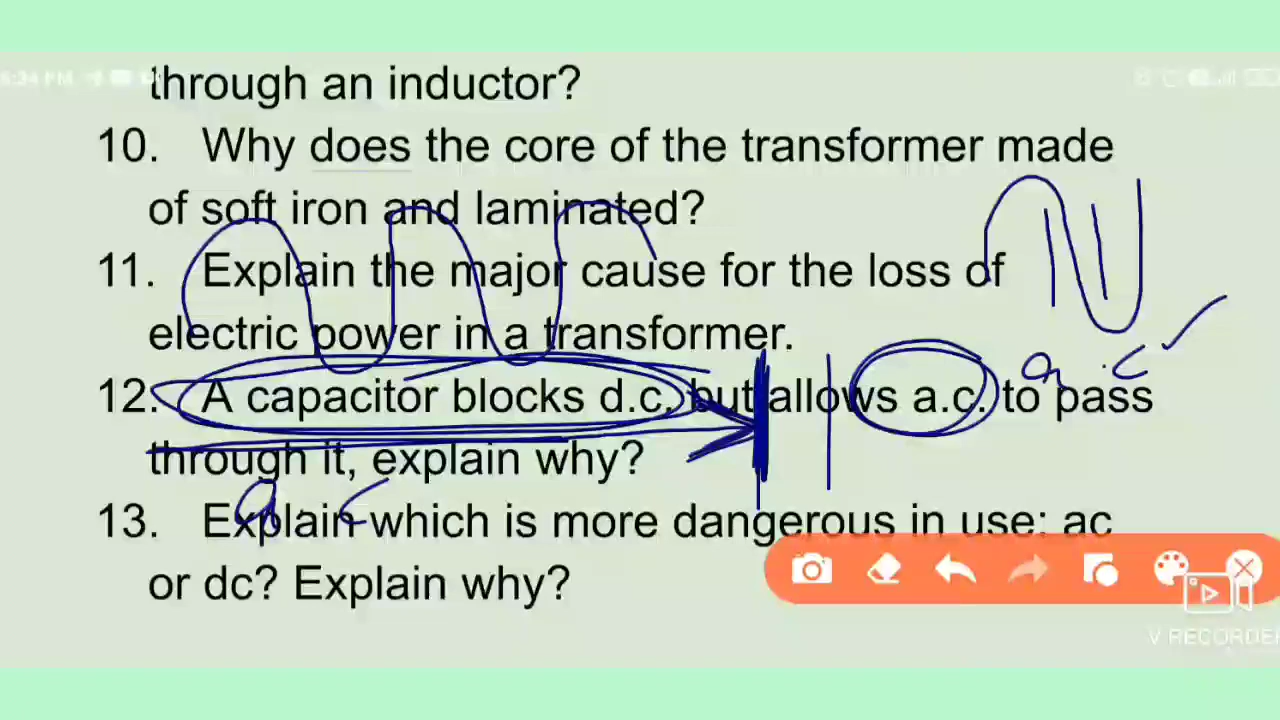 through an inductor?
10. Why does the core of the transformer made
of soft iron and laminated?
11. Explain the major cause for the loss of
electric power in a transformer.
a.c
12. A capacitor blocks d.c. but allows a.c. to pass
through it, explain why?
a.c
13. Explain which is more dangerous in use: ac
or dc? Explain why?
V RECORDER